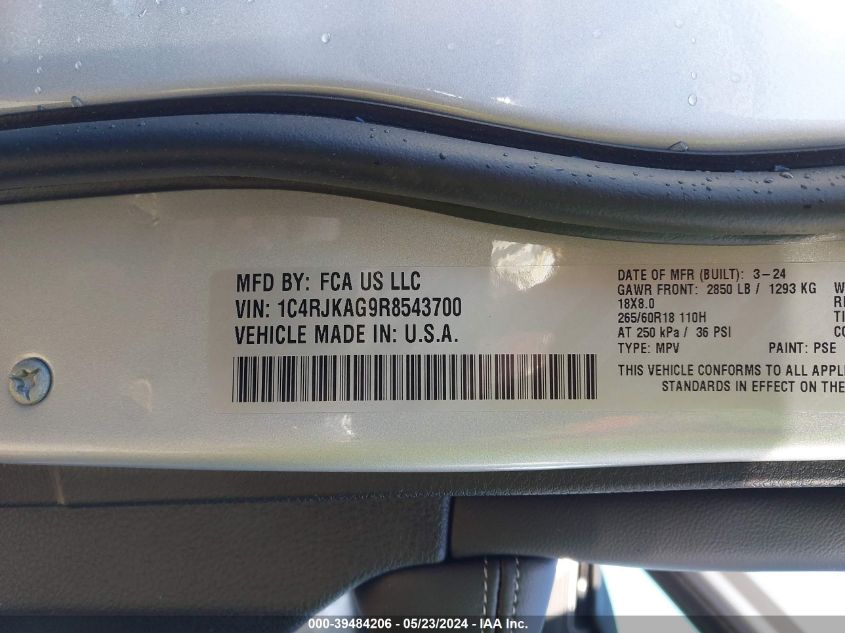 MFD BY: FCA US LLC
VIN: 1C4RJKAG9R8543700
VEHICLE MADE IN: U.S.A.
DATE OF MFR (BUILT): 3-24
GAWR FRONT: 2850 LB / 1293 KG
18X8.0
265/60R18 110H
AT 250 kPa / 36 PSI
TYPE: MPV PAINT: PSE
THIS VEHICLE CONFORMS TO ALL
STANDARDS IN EFFECT ON THE
000-39484206 - 05/23/2024 - IAA Inc.